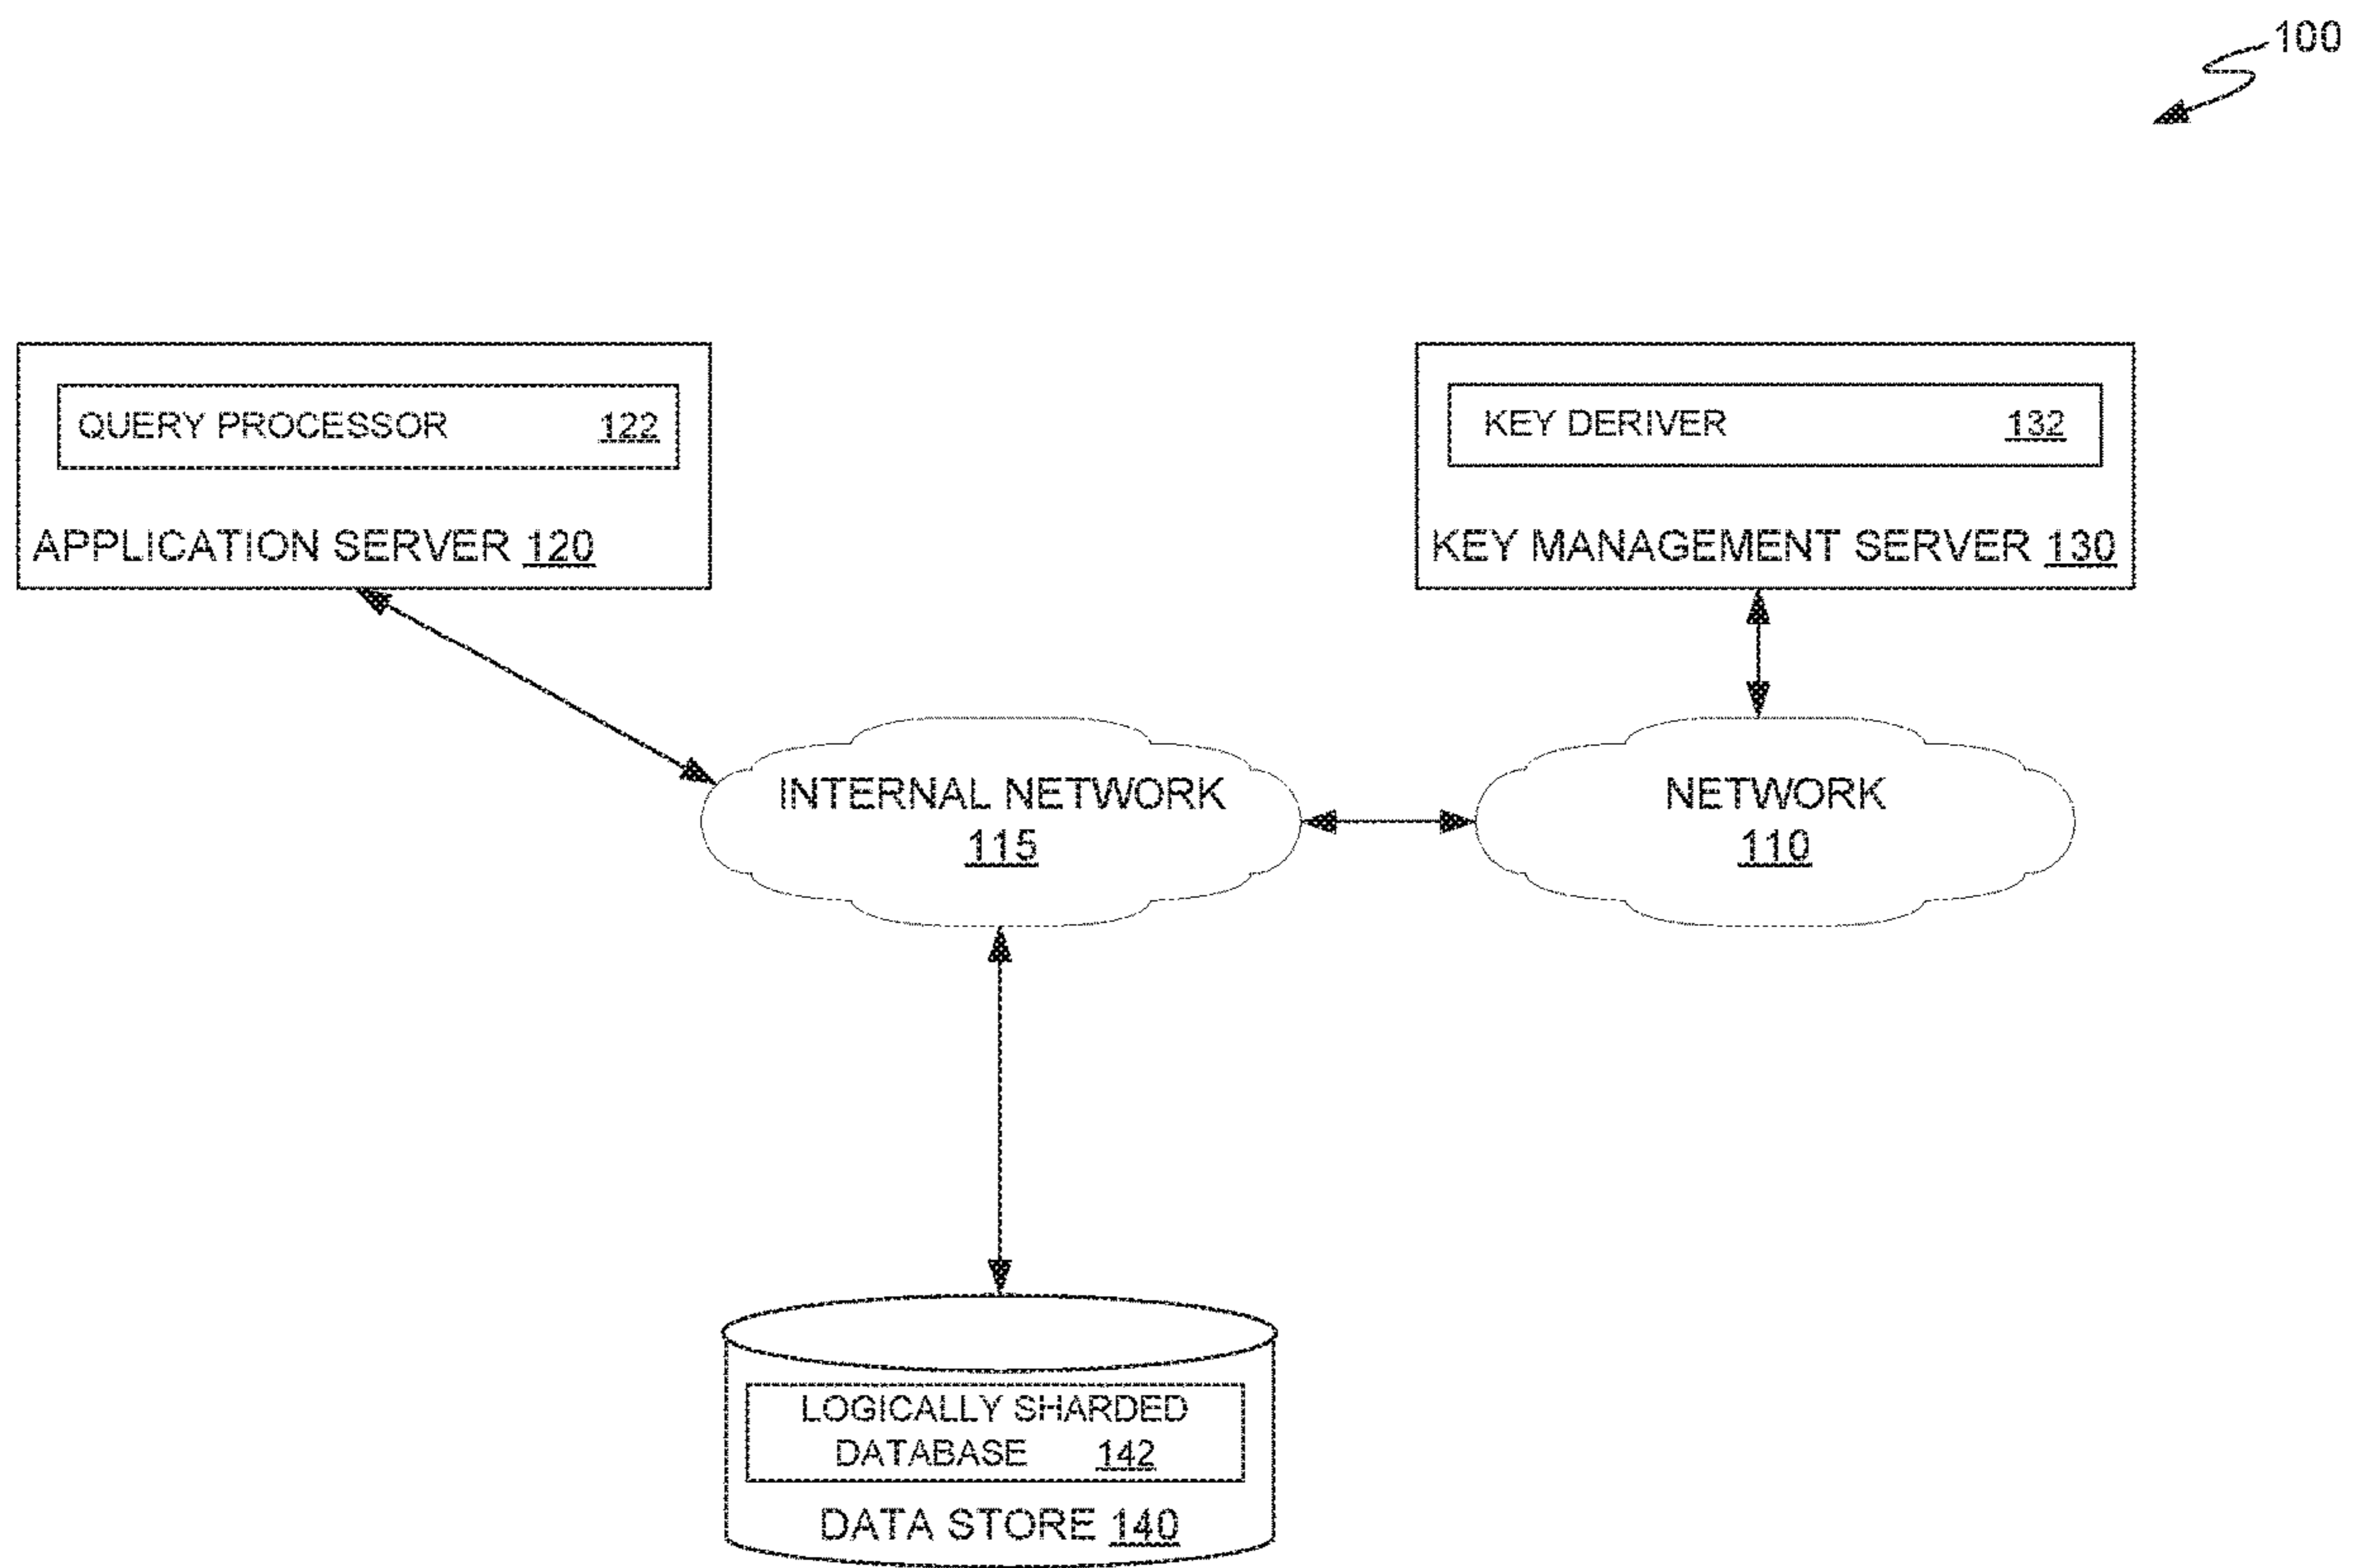 100
QUERY PROCESSOR 122
APPLICATION SERVER 120
KEY DERIVER 132
KEY MANAGEMENT SERVER 130
INTERNAL NETWORK
115
NETWORK
110
LOGICALLY SHARDED
DATABASE 142
DATA STORE 140